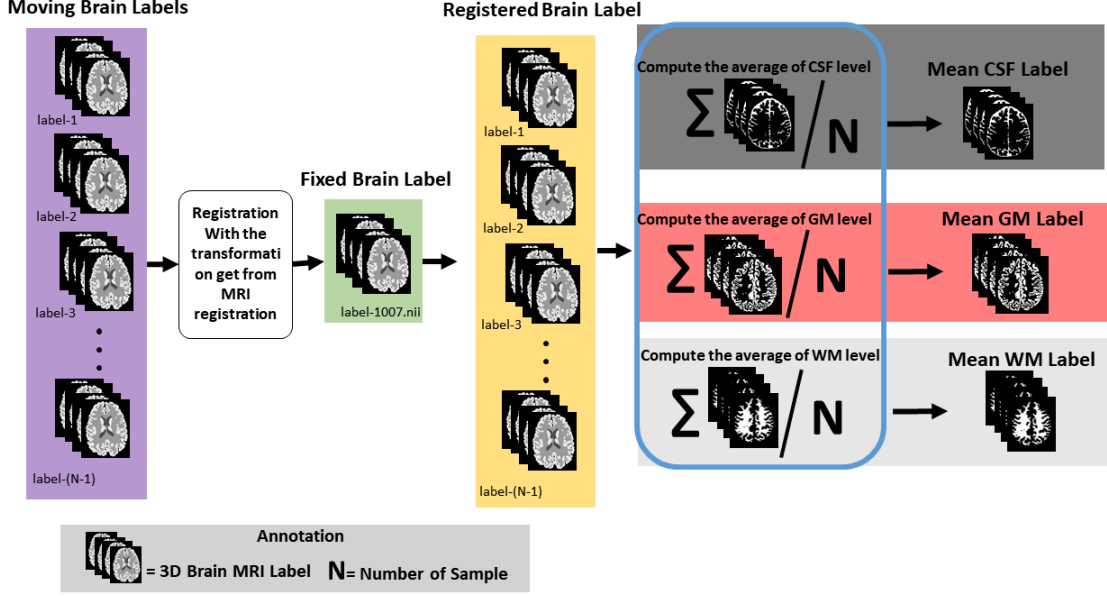 Moving Brain Labels
label-1
label-2
label-3
label-(N-1)
Registration
With the
transformati
on get from
MRI
registration
Fixed Brain Label
label-1007.nii
Registered Brain Label
label-1
label-2
label-3
label-(N-1)
Compute the average of CSF level
∑ / N
Mean CSF Label
Compute the average of GM level
∑ / N
Mean GM Label
Compute the average of WM level
∑ / N
Mean WM Label
Annotation
= 3D Brain MRI Label N= Number of Sample